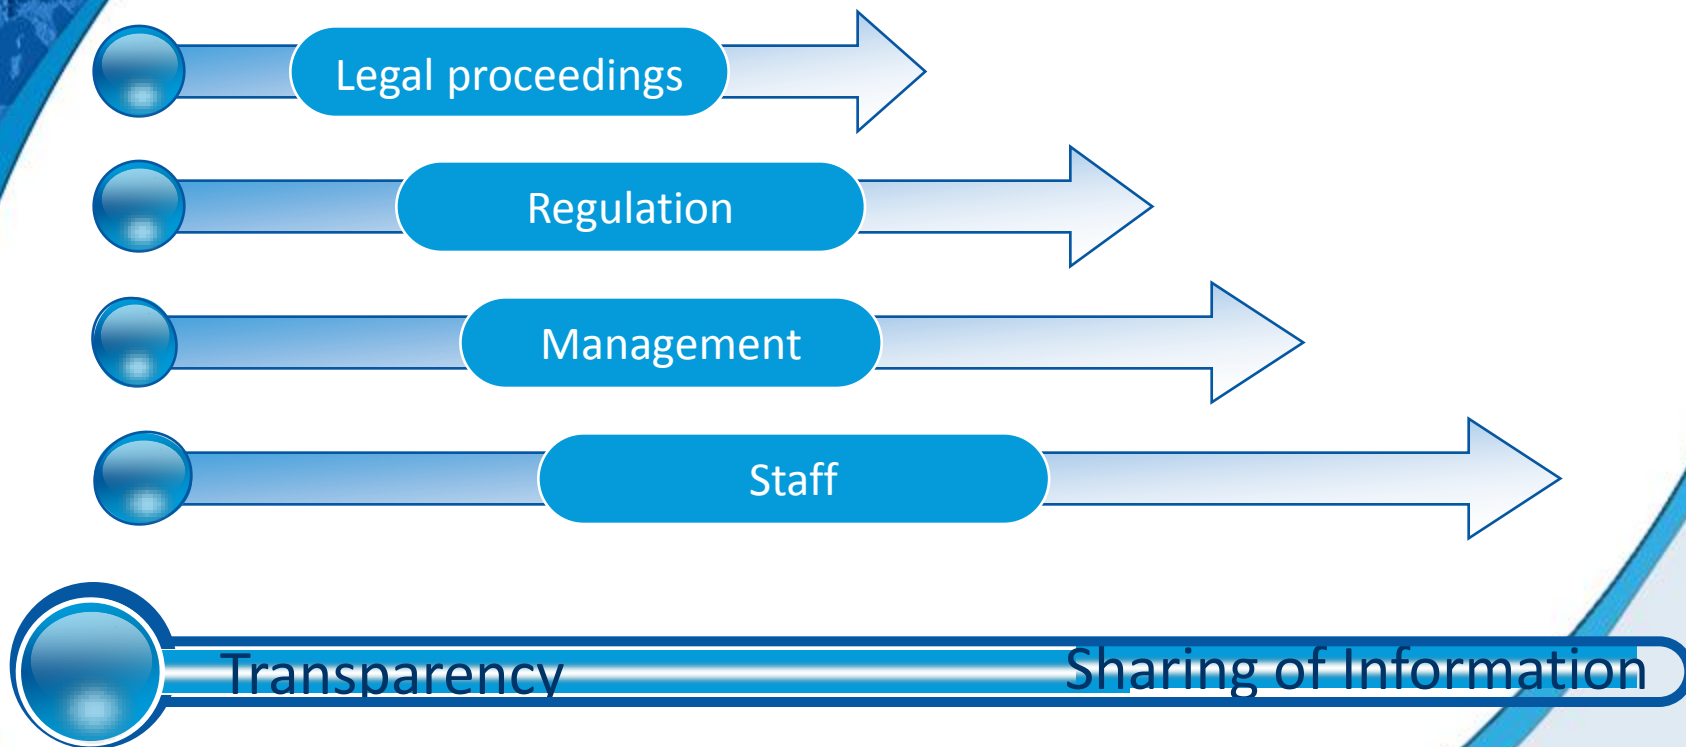 Legal proceedings
Regulation
Management
Staff
Transparency
Sharing of Information